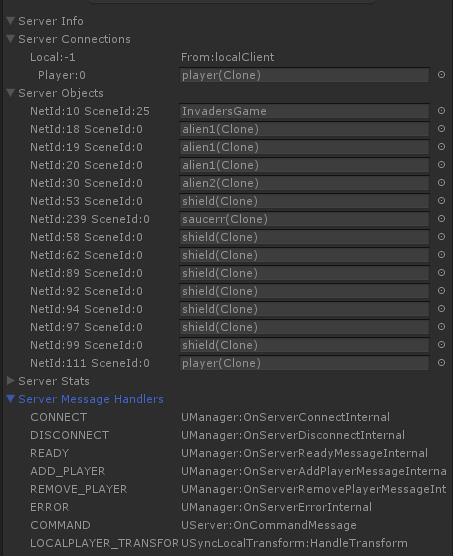 Server Info
Server Connections
Local:-1 From:localClient
Player:0 player(Clone)
Server Objects
NetId:10 SceneId:25 InvadersGame
NetId:18 SceneId:0 alien1(Clone)
NetId:19 SceneId:0 alien1(Clone)
NetId:20 SceneId:0 alien1(Clone)
NetId:30 SceneId:0 alien2(Clone)
NetId:53 SceneId:0 shield(Clone)
NetId:239 SceneId:0 saucerr(Clone)
NetId:58 SceneId:0 shield(Clone)
NetId:62 SceneId:0 shield(Clone)
NetId:89 SceneId:0 shield(Clone)
NetId:92 SceneId:0 shield(Clone)
NetId:94 SceneId:0 shield(Clone)
NetId:97 SceneId:0 shield(Clone)
NetId:99 SceneId:0 shield(Clone)
NetId:111 SceneId:0 player(Clone)
Server Stats
Server Message Handlers
CONNECT UManager:OnServerConnectInternal
DISCONNECT UManager:OnServerDisconnectInternal
READY UManager:OnServerReadyMessageInternal
ADD_PLAYER UManager:OnServerAddPlayerMessageInterna
REMOVE_PLAYER UManager:OnServerRemovePlayerMessageInt
ERROR UManager:OnServerErrorInternal
COMMAND UServer:OnCommandMessage
LOCALPLAYER_TRANSFOR USyncLocalTransform:HandleTransform